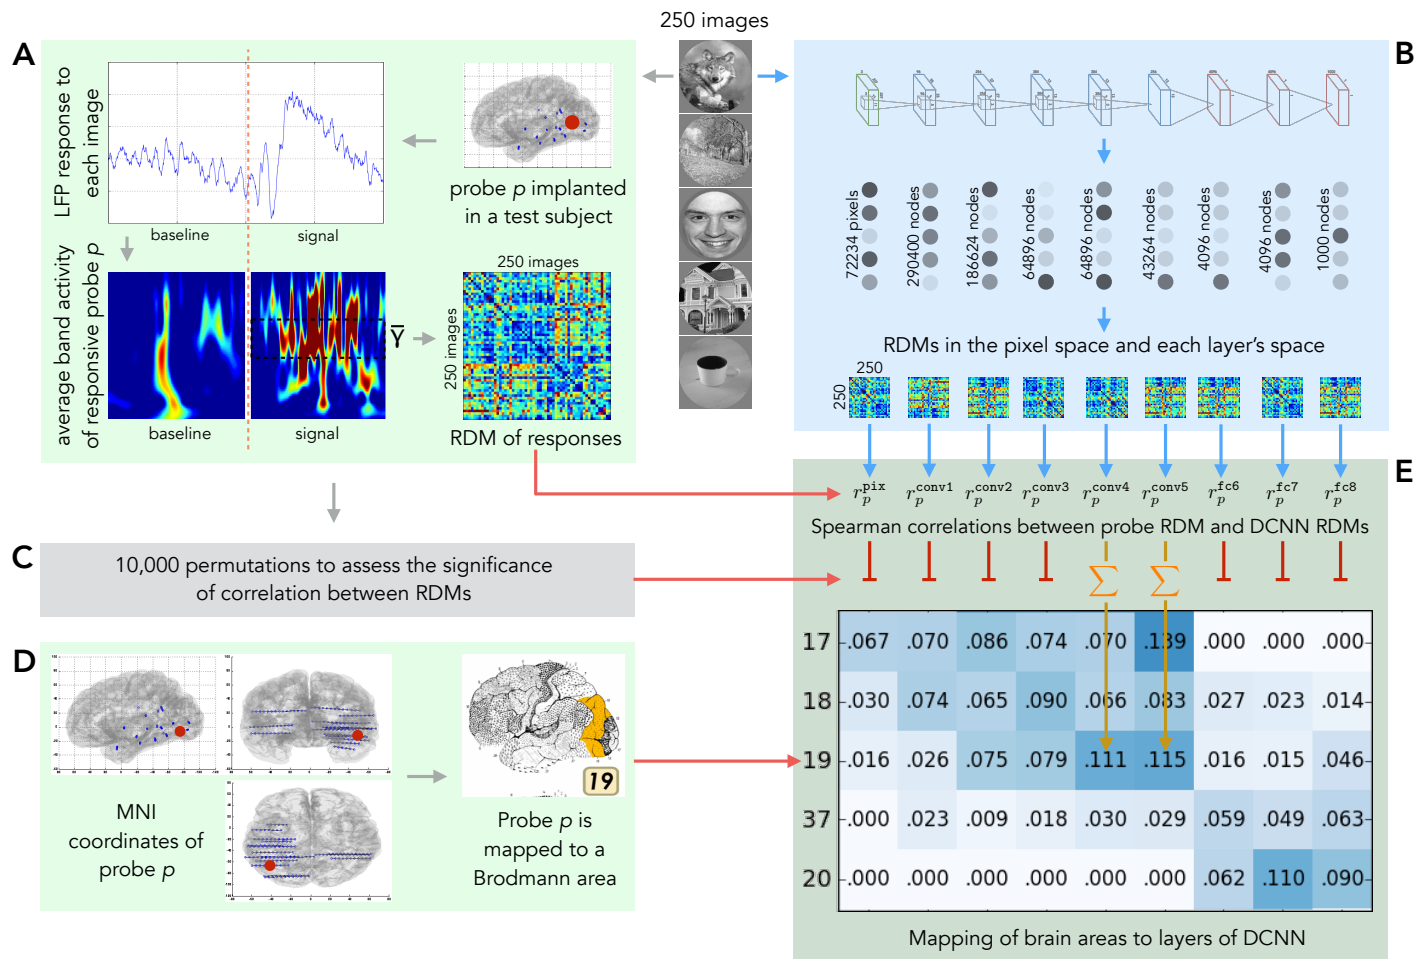 250 images
A
LFP response to
each image
baseline
signal
probe p implanted
in a test subject
average band activity
of responsive probe p
baseline
signal
γ̅
250 images
250 images
RDM of responses
B
72234 pixels
290400 nodes
186624 nodes
64896 nodes
64896 nodes
43264 nodes
4096 nodes
4096 nodes
1000 nodes
RDMs in the pixel space and each layer's space
250
250
C
10,000 permutations to assess the significance
of correlation between RDMs
D
MNI
coordinates of
probe p
19
Probe p is
mapped to a
Brodmann area
E
r_p^pix r_p^conv1 r_p^conv2 r_p^conv3 r_p^conv4 r_p^conv5 r_p^fc6 r_p^fc7 r_p^fc8
Spearman correlations between probe RDM and DCNN RDMs
∑ ∑
17 .067 .070 .086 .074 .070 .139 .000 .000 .000
18 .030 .074 .065 .090 .066 .083 .027 .023 .014
19 .016 .026 .075 .079 .111 .115 .016 .015 .046
37 .000 .023 .009 .018 .030 .029 .059 .049 .063
20 .000 .000 .000 .000 .000 .000 .062 .110 .090
Mapping of brain areas to layers of DCNN